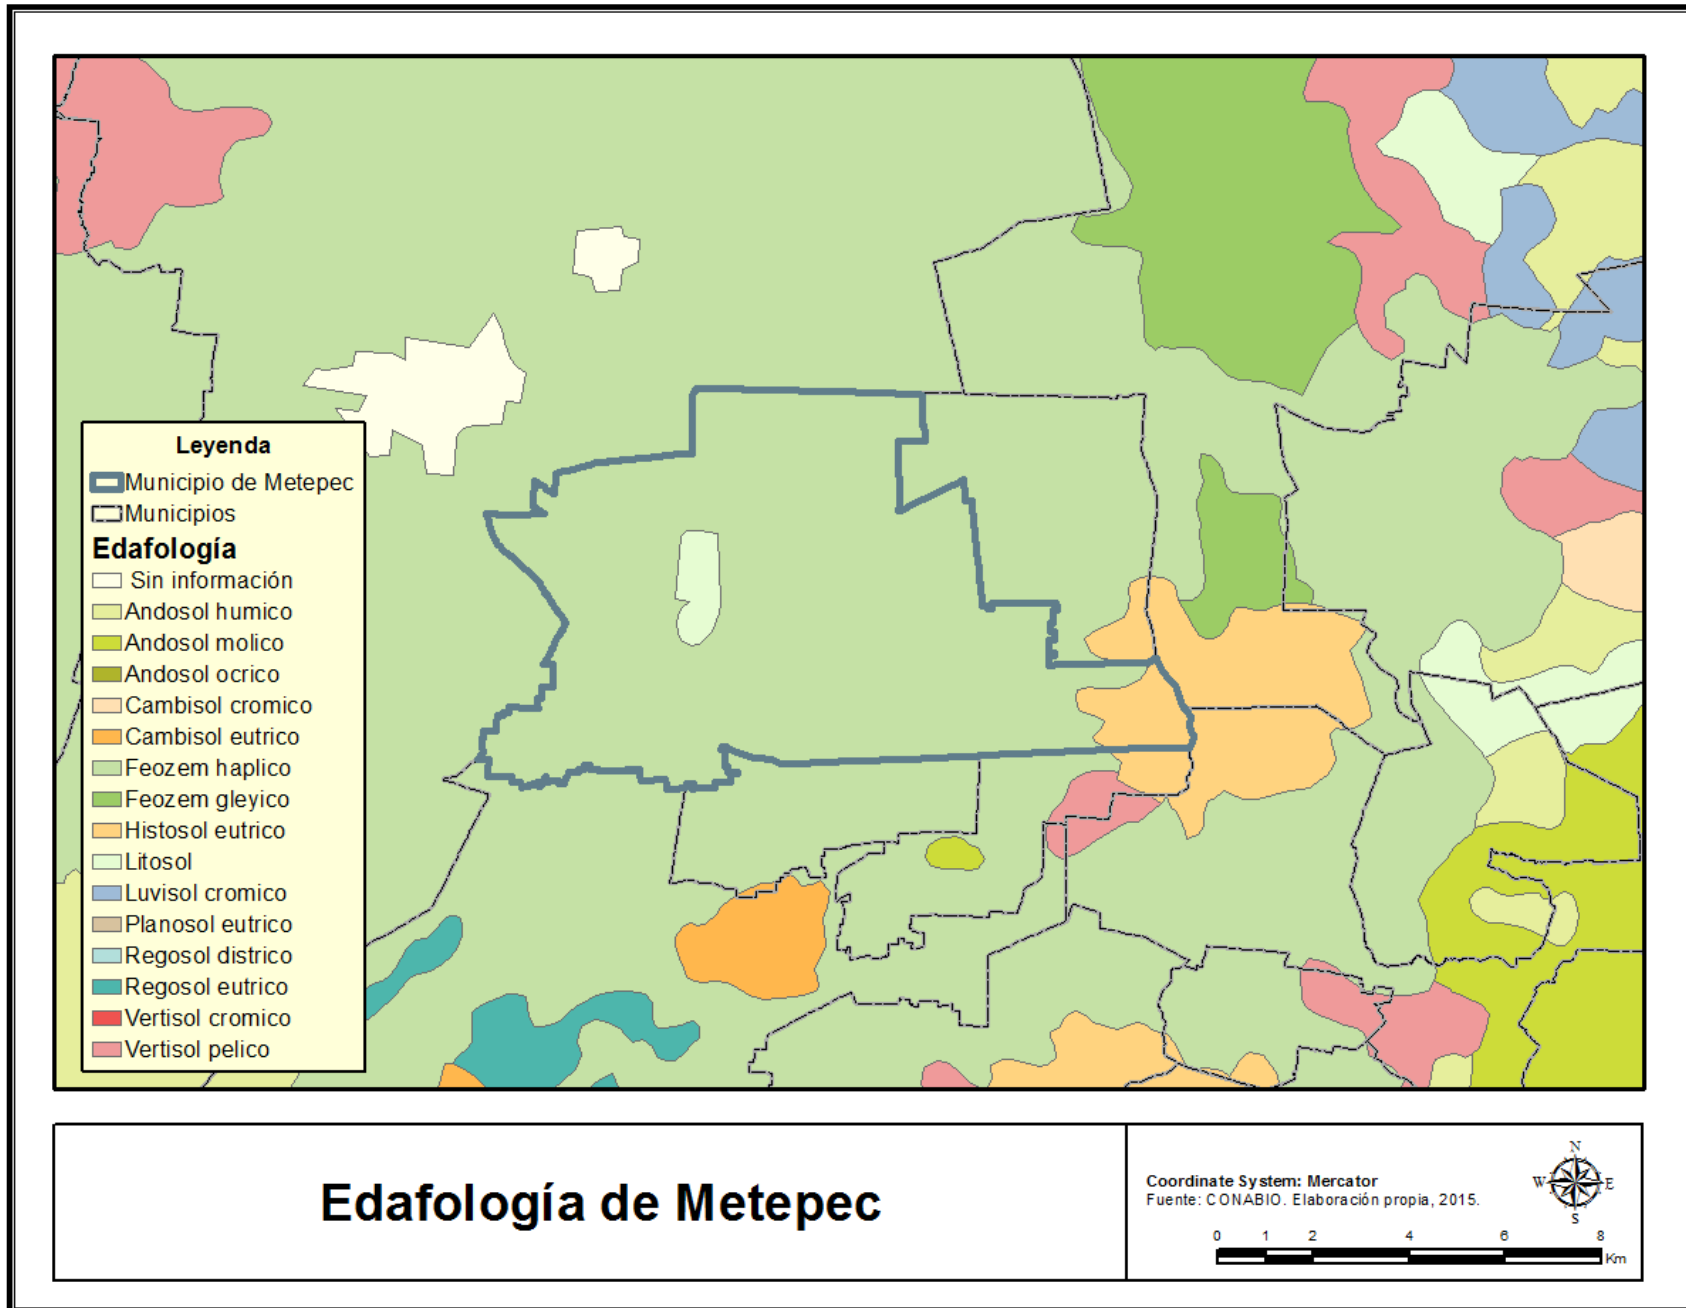 Leyenda
Municipio de Metepec
Municipios
Edafología
Sin información
Andosol humico
Andosol molico
Andosol ocrico
Cambisol cromico
Cambisol eutrico
Feozem haplico
Feozem gleyico
Histosol eutrico
Litosol
Luvisol cromico
Planosol eutrico
Regosol districo
Regosol eutrico
Vertisol cromico
Vertisol pelico
Edafología de Metepec
Coordinate System: Mercator
Fuente: CONABIO. Elaboración propia, 2015.
N
W E
S
0 1 2 4 6 8
Km